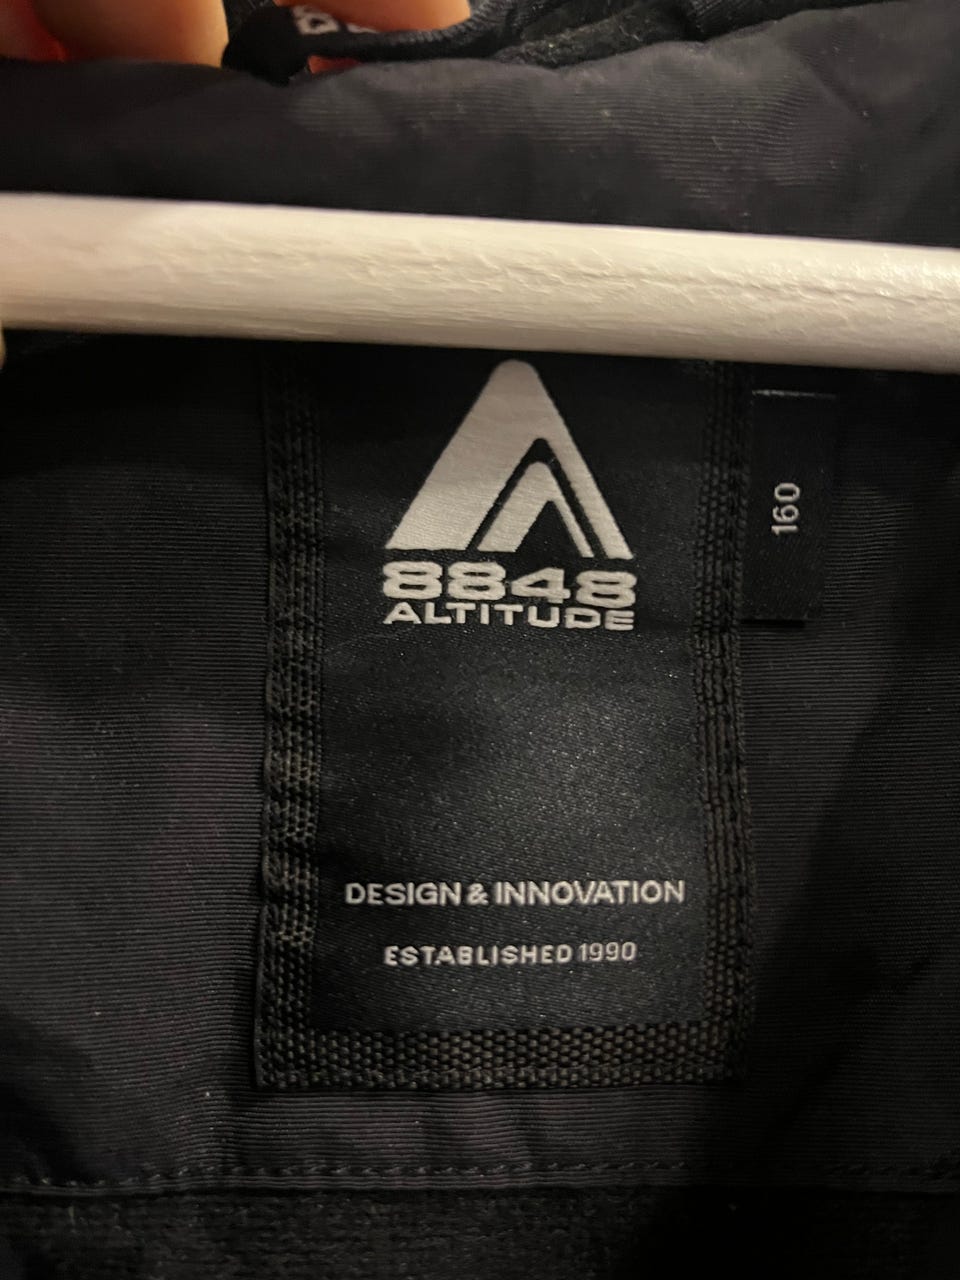 8848
ALTITUDE
160
DESIGN & INNOVATION
ESTABLISHED 1990